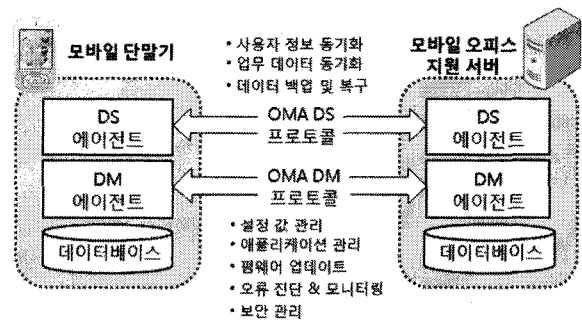 모바일 단말기
• 사용자 정보 동기화
• 업무 데이터 동기화
• 데이터 백업 및 복구
모바일 오피스
지원 서버
DS
에이전트
OMA DS
프로토콜
DS
에이전트
DM
에이전트
OMA DM
프로토콜
DM
에이전트
데이터베이스
• 설정 값 관리
• 애플리케이션 관리
• 펌웨어 업데이트
• 오류 진단 & 모니터링
• 보안 관리
데이터베이스